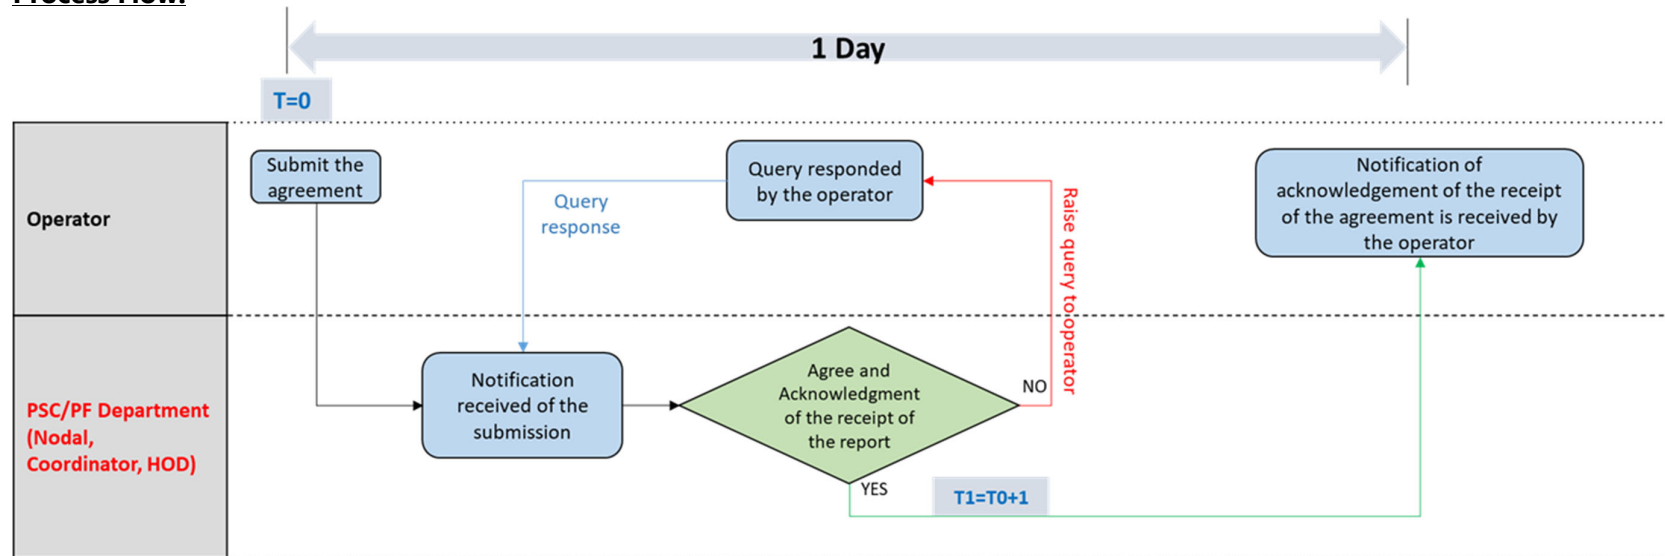 Process Flow:
1 Day
T=0
Operator
Submit the
agreement
Query
response
Query responded
by the operator
Raise query to operator
Notification of
acknowledgement of the receipt
of the agreement is received by
the operator
PSC/PF Department
(Nodal,
Coordinator, HOD)
Notification
received of the
submission
Agree and
Acknowledgment
of the receipt of
the report
NO
YES
T1=T0+1